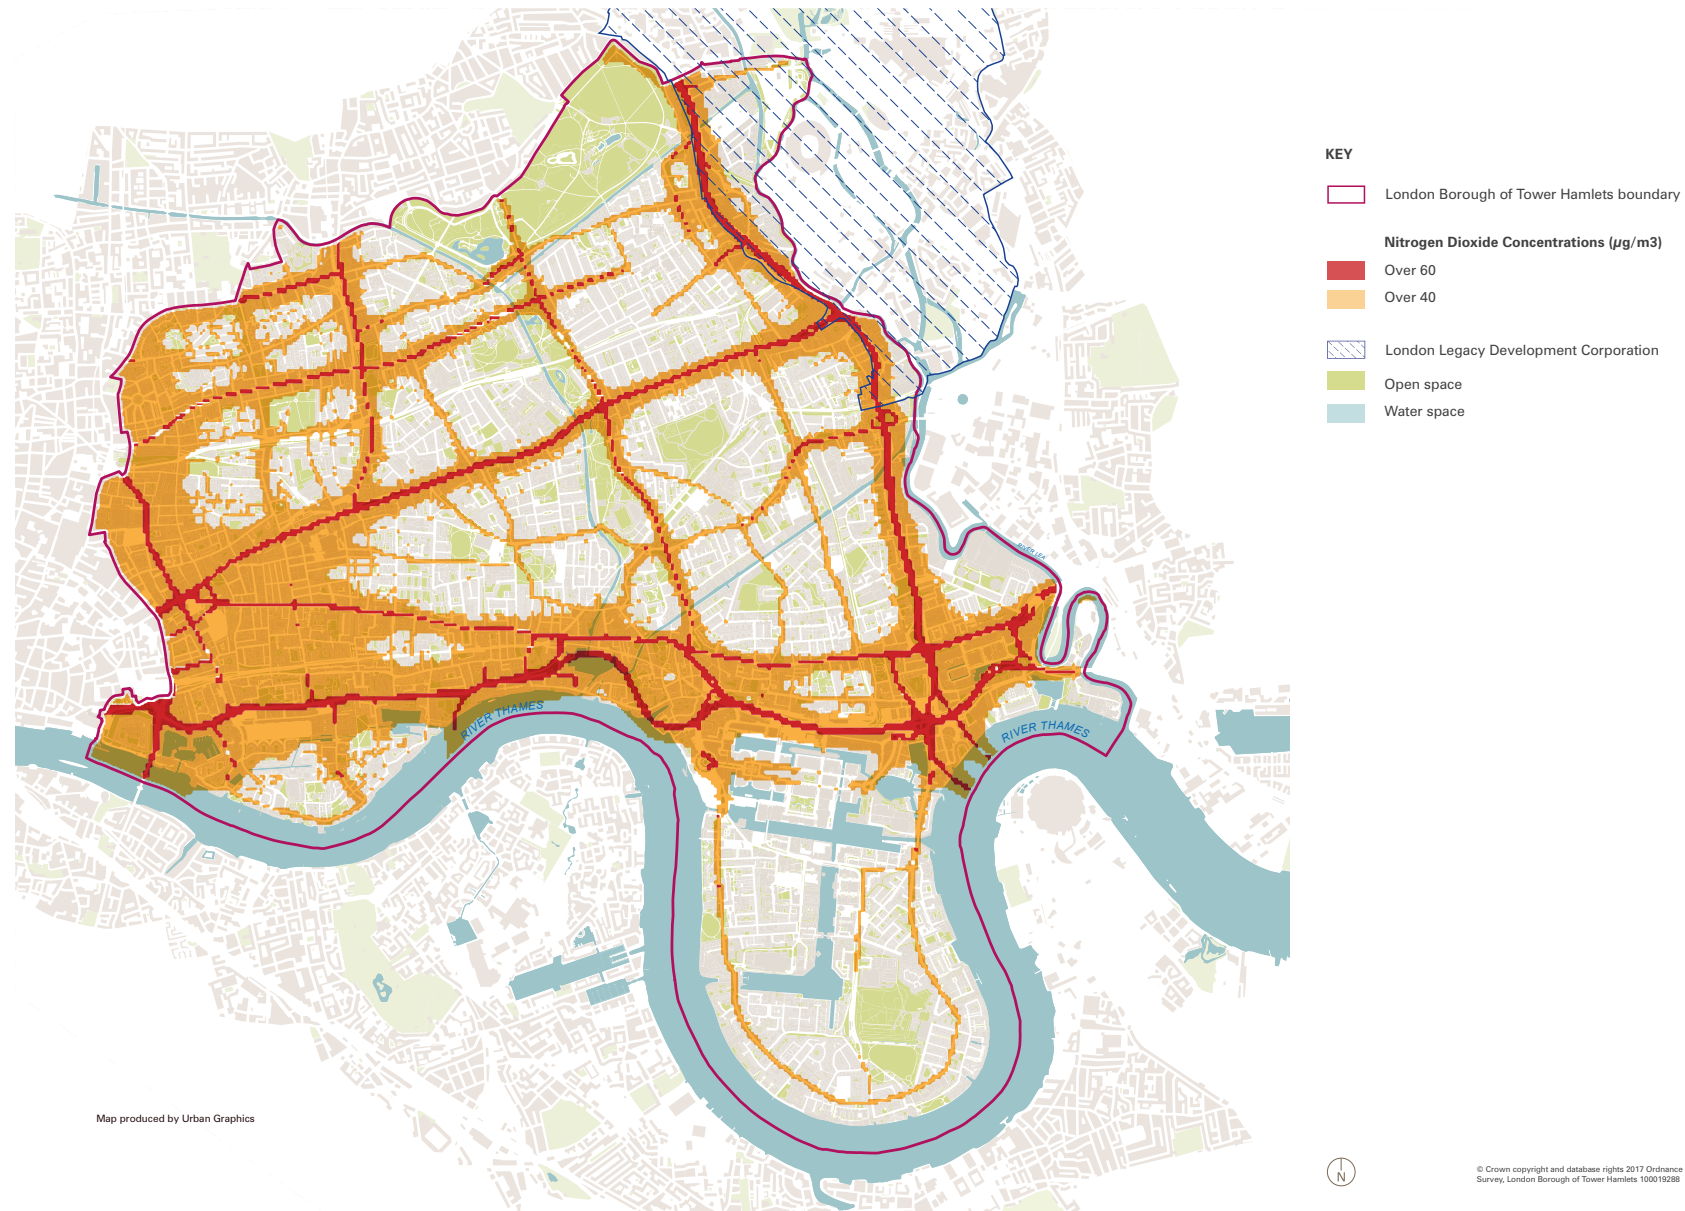 KEY
London Borough of Tower Hamlets boundary
Nitrogen Dioxide Concentrations (µg/m3)
Over 60
Over 40
London Legacy Development Corporation
Open space
Water space
RIVER LEA
RIVER THAMES
RIVER THAMES
Map produced by Urban Graphics
N
© Crown copyright and database rights 2017 Ordnance
Survey, London Borough of Tower Hamlets 100019288